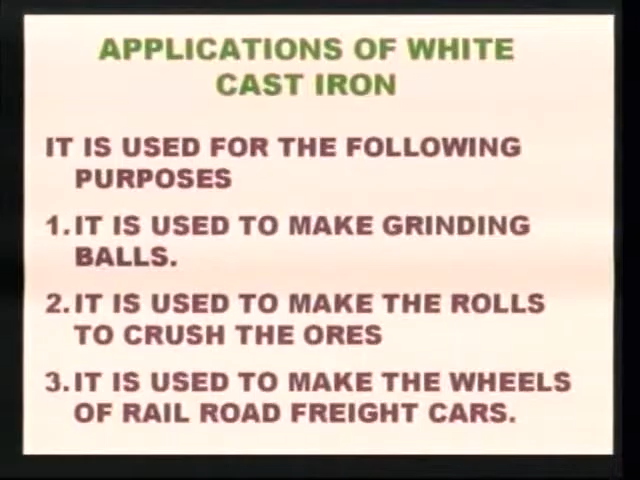 APPLICATIONS OF WHITE
CAST IRON
IT IS USED FOR THE FOLLOWING
PURPOSES
1.IT IS USED TO MAKE GRINDING
BALLS.
2.IT IS USED TO MAKE THE ROLLS
TO CRUSH THE ORES
3.IT IS USED TO MAKE THE WHEELS
OF RAIL ROAD FREIGHT CARS.